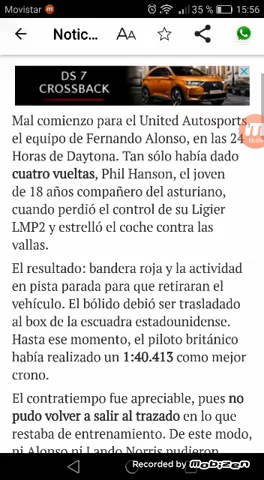 Movistar 35 % 15:56
Notic... AA
DS 7
CROSSBACK
Mal comienzo para el United Autosports,
el equipo de Fernando Alonso, en las 24
Horas de Daytona. Tan sólo había dado
cuatro vueltas, Phil Hanson, el joven
de 18 años compañero del asturiano,
cuando perdió el control de su Ligier
LMP2 y estrelló el coche contra las
vallas.
El resultado: bandera roja y la actividad
en pista parada para que retiraran el
vehículo. El bólido debió ser trasladado
al box de la escuadra estadounidense.
Hasta ese momento, el piloto británico
había realizado un 1:40.413 como mejor
crono.
El contratiempo fue apreciable, pues no
pudo volver a salir al trazado en lo que
restaba de entrenamiento. De este modo,
ni Alonso ni Lando Norris pudieron
Recorded by mobizen